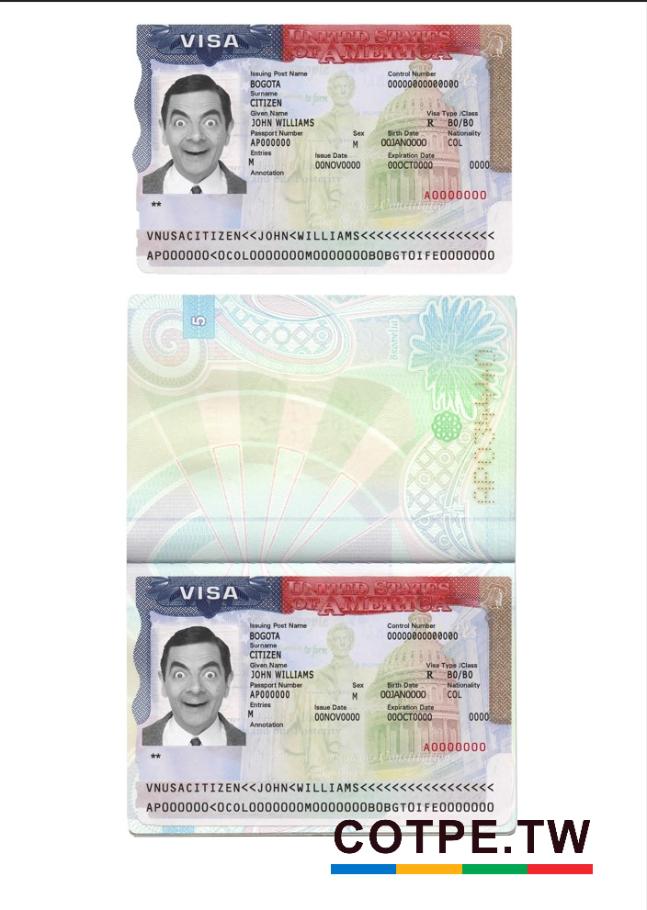 VISA
UNITED STATES
OF AMERICA
Issuing Post Name Control Number
BOGOTA 00000000000000
Surname
CITIZEN
Given Name Visa Type /Class
JOHN WILLIAMS R B0/B0
Passport Number Sex Birth Date Nationality
AP000000 M 00JAN0000 COL
Entries Issue Date Expiration Date
M 00NOV0000 00OCT0000 0000
Annotation
A0000000
**
VNUSACITIZEN<<JOHN<WILLIAMS<<<<<<<<<<<<<<<<<<
AP000000<0COL0000000M0000000B0BGT0IFE0000000
5
VISA
UNITED STATES
OF AMERICA
Issuing Post Name Control Number
BOGOTA 00000000000000
Surname
CITIZEN
Given Name Visa Type /Class
JOHN WILLIAMS R B0/B0
Passport Number Sex Birth Date Nationality
AP000000 M 00JAN0000 COL
Entries Issue Date Expiration Date
M 00NOV0000 00OCT0000 0000
Annotation
A0000000
**
VNUSACITIZEN<<JOHN<WILLIAMS<<<<<<<<<<<<<<<<<<
AP000000<0COL0000000M0000000B0BGT0IFE0000000
COTPE.TW